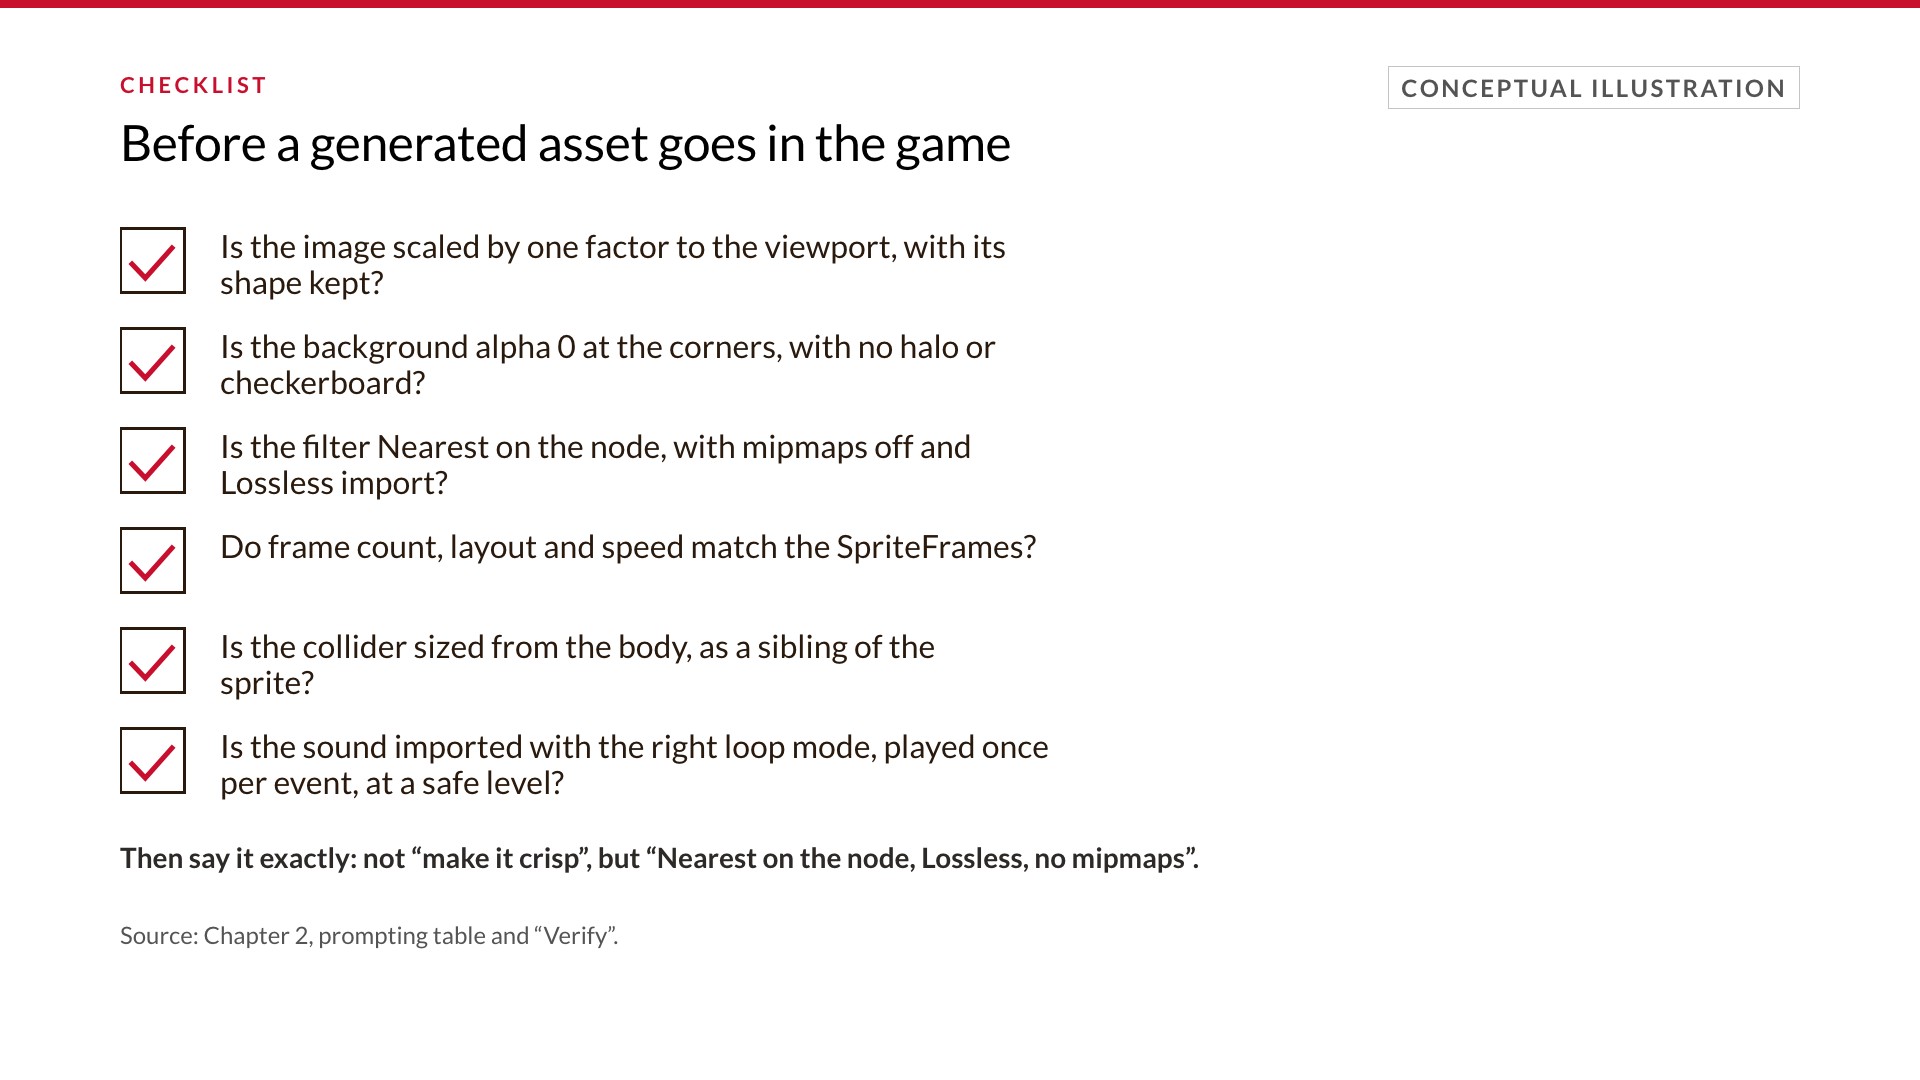 CHECKLIST
CONCEPTUAL ILLUSTRATION
Before a generated asset goes in the game
Is the image scaled by one factor to the viewport, with its
shape kept?
Is the background alpha 0 at the corners, with no halo or
checkerboard?
Is the filter Nearest on the node, with mipmaps off and
Lossless import?
Do frame count, layout and speed match the SpriteFrames?
Is the collider sized from the body, as a sibling of the
sprite?
Is the sound imported with the right loop mode, played once
per event, at a safe level?
Then say it exactly: not “make it crisp”, but “Nearest on the node, Lossless, no mipmaps”.
Source: Chapter 2, prompting table and “Verify”.